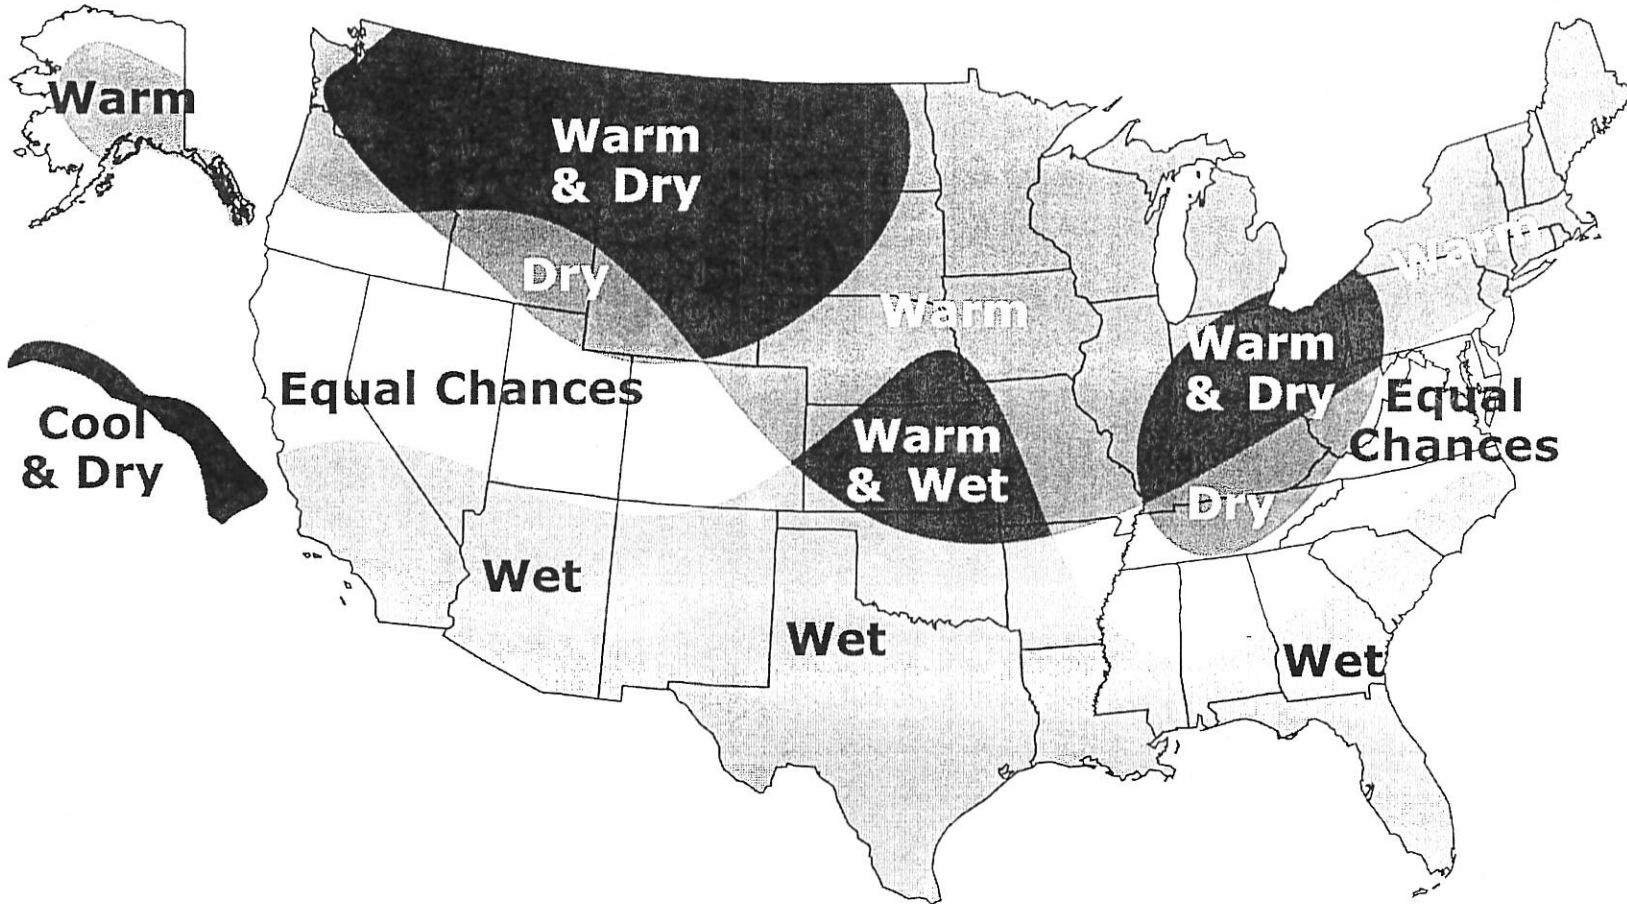 Warm
Warm
& Dry
Dry
Warm
Warm
Equal Chances
Warm
& Dry
Equal
Chances
Cool
& Dry
Warm
& Wet
Dry
Wet
Wet
Wet